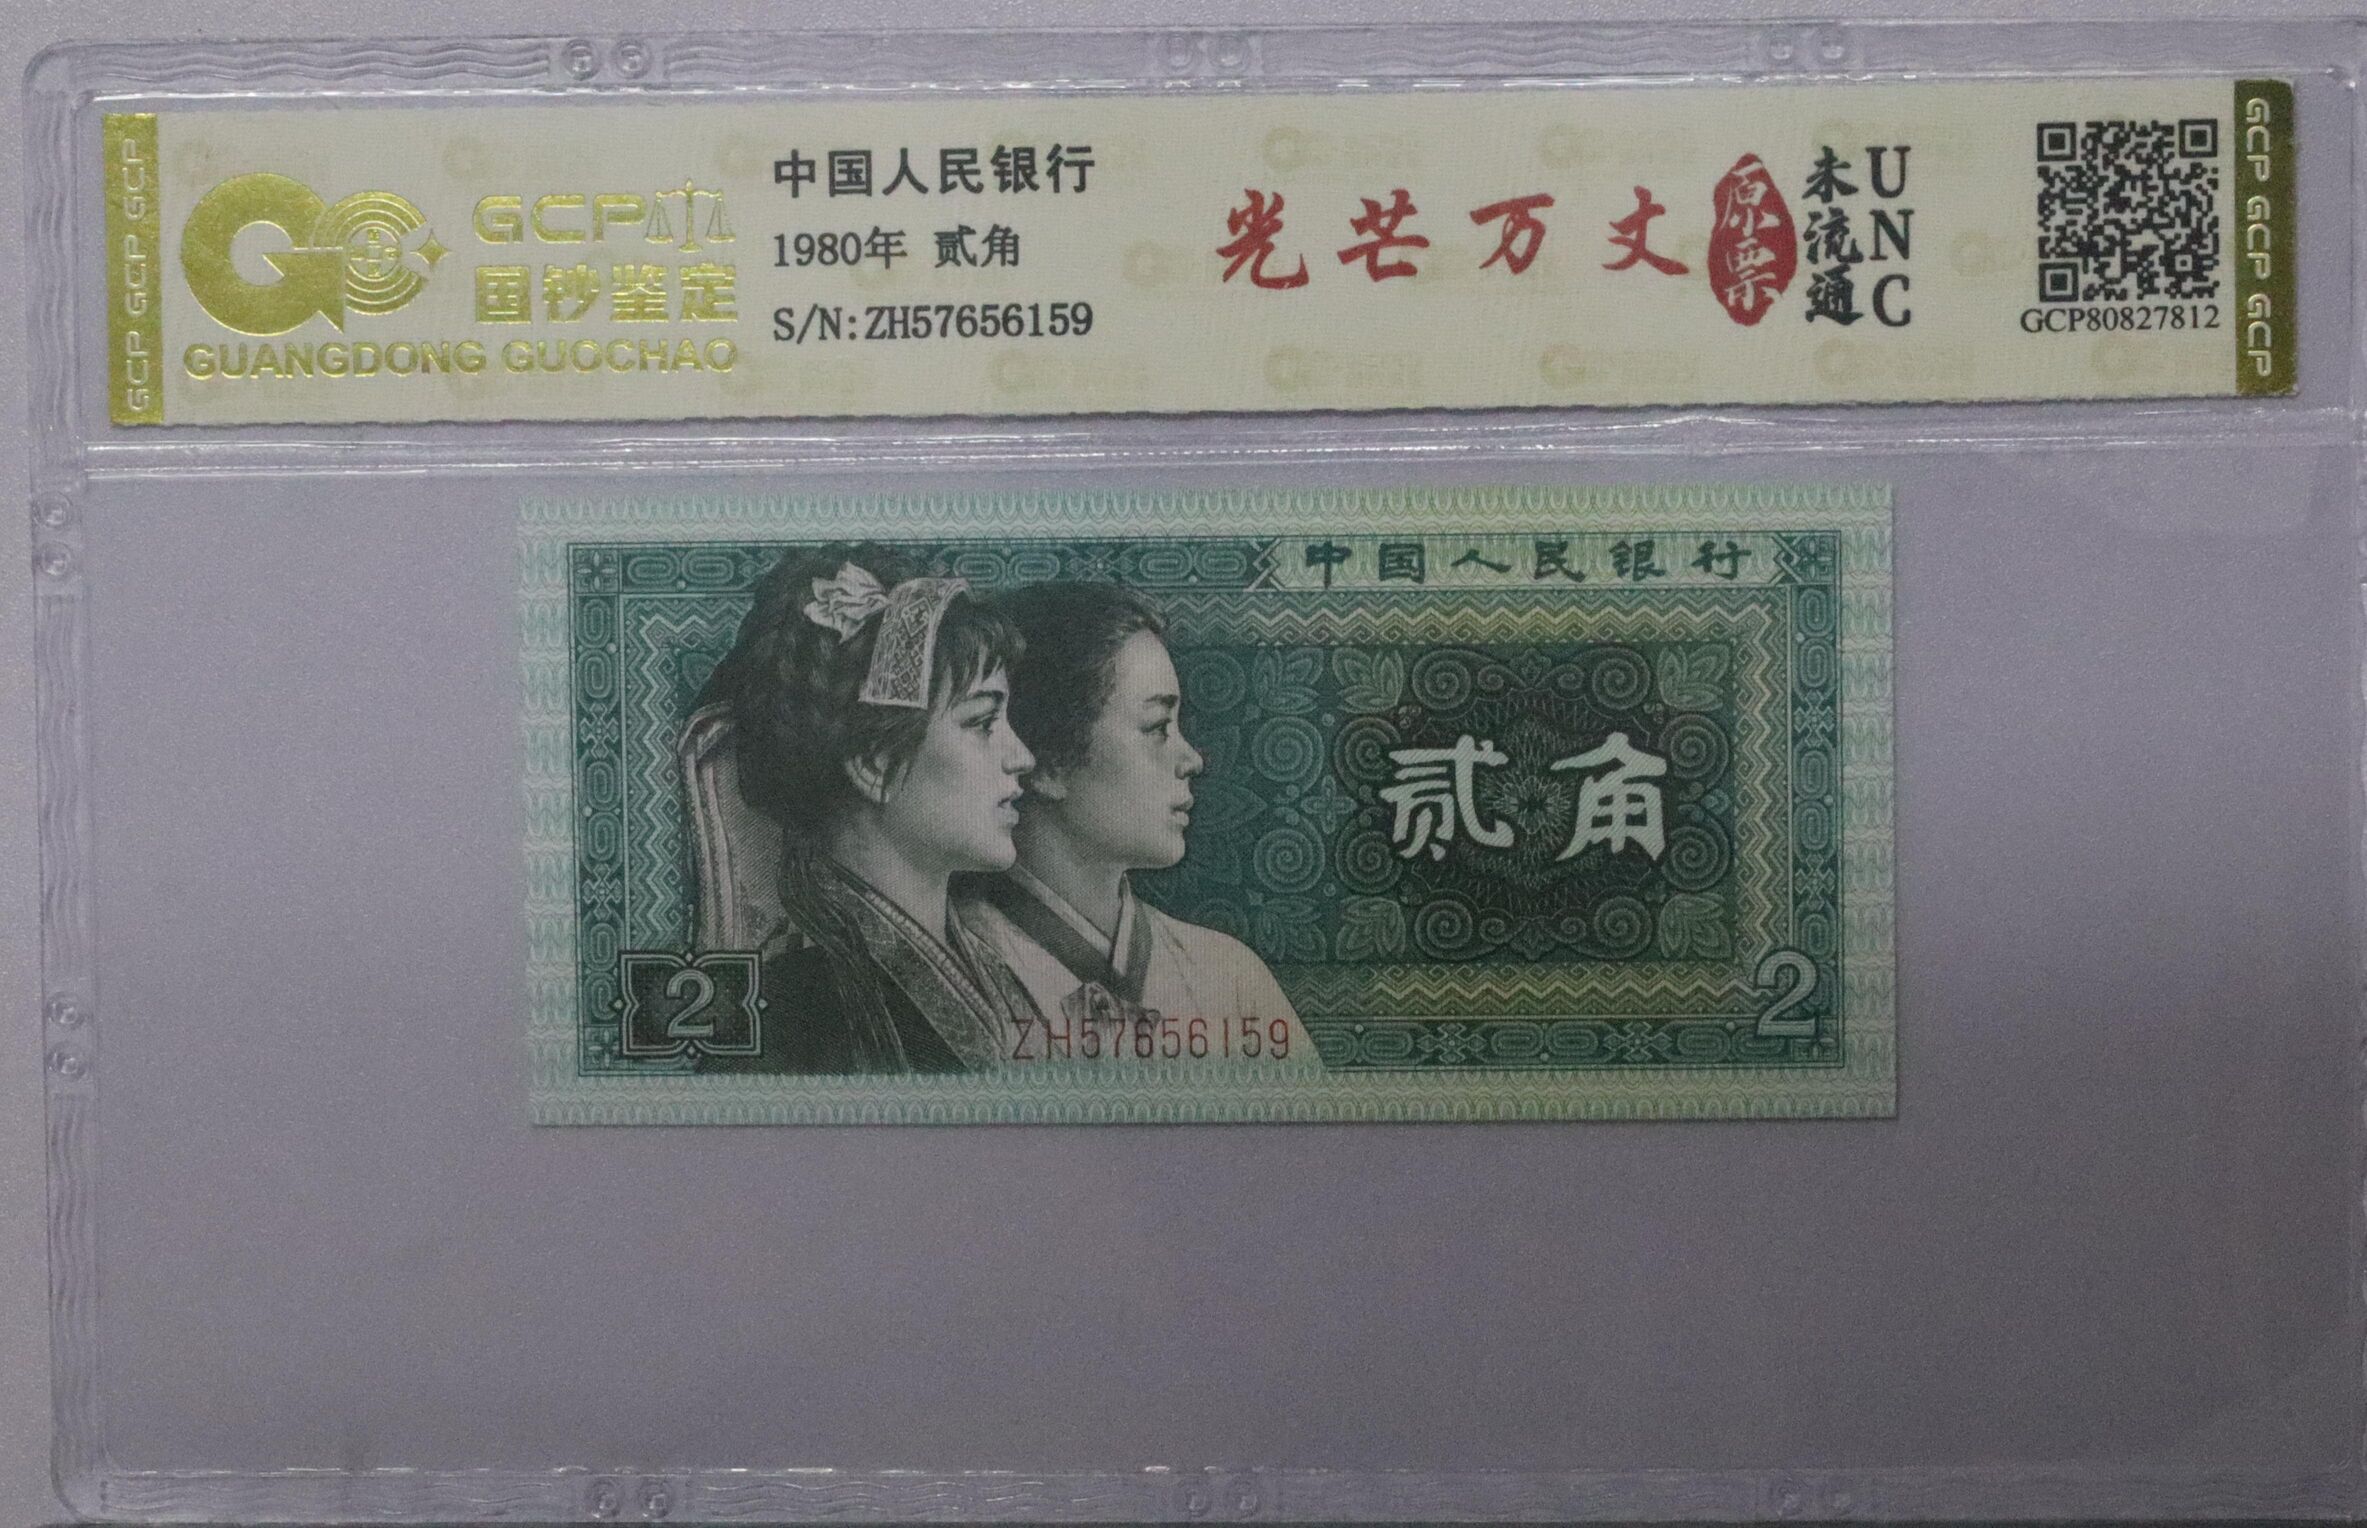 GCP GCP GCP
GCP
国钞鉴定
GUANGDONG GUOCHAO
中国人民银行
1980年 贰角
S/N:ZH57656159
光芒万丈
原票
未流通
UNC
GCP80827812
GCP GCP GCP
中国人民银行
贰角
2
2
ZH57656159